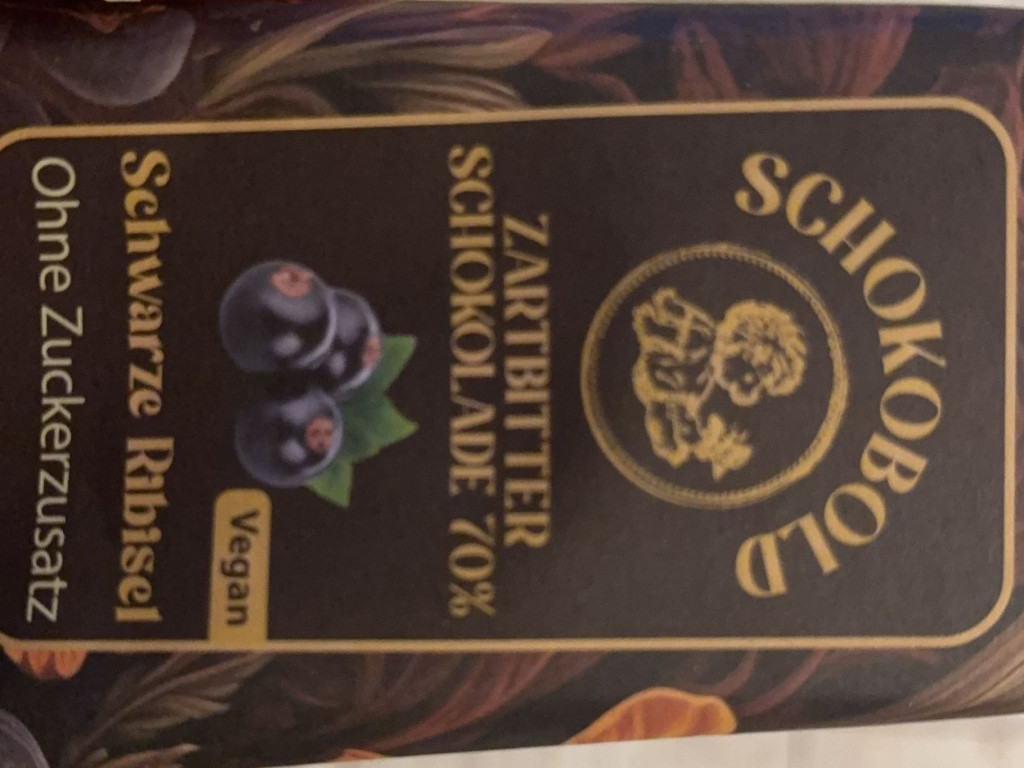 SCHOKOBOLD
ZARTBITTER
SCHOKOLADE 70%
Vegan
Schwarze Ribisel
Ohne Zuckerzusatz